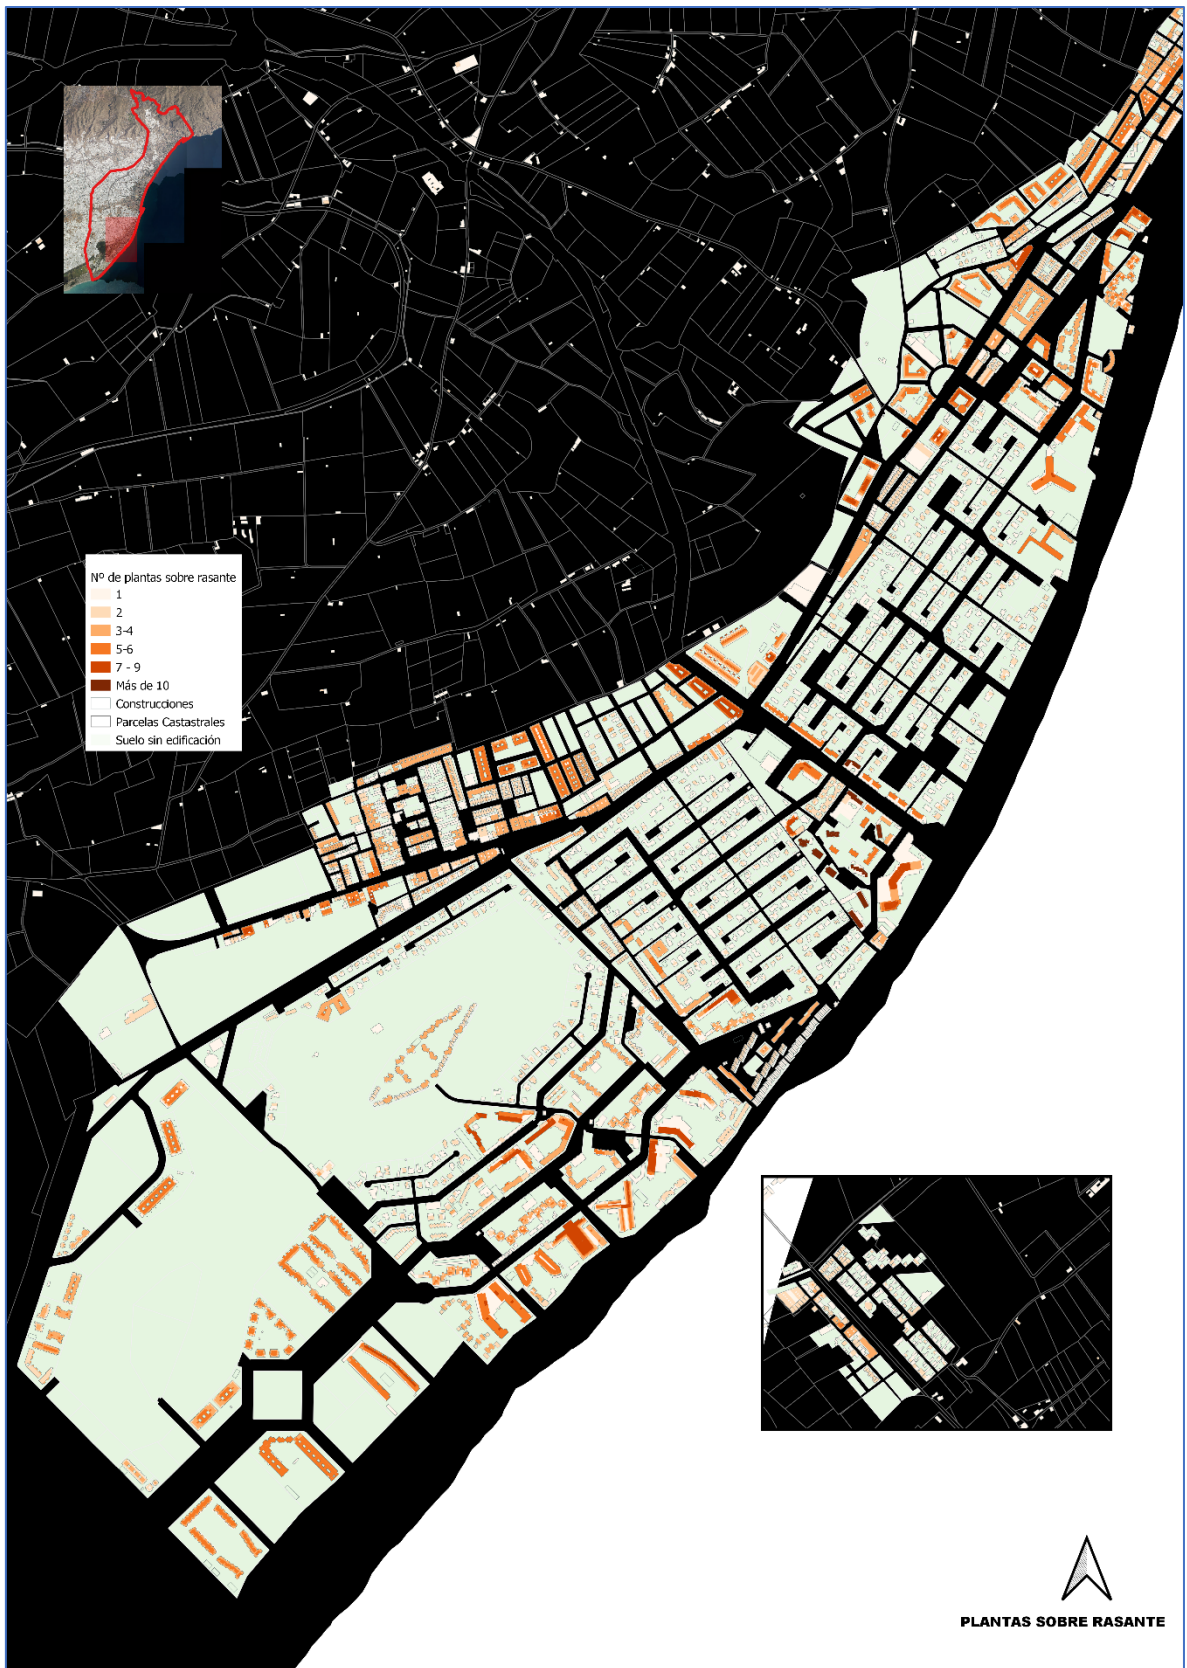 Nº de plantas sobre rasante
1
2
3-4
5-6
7 - 9
Más de 10
Construcciones
Parcelas Castastrales
Suelo sin edificación
PLANTAS SOBRE RASANTE